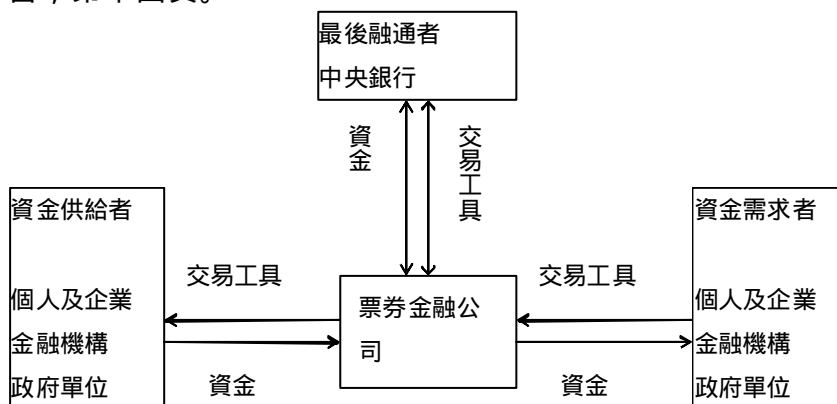 最後融通者
中央銀行
資金
交易工具
資金供給者
個人及企業
金融機構
政府單位
交易工具
資金
票券金融公
司
交易工具
資金
資金需求者
個人及企業
金融機構
政府單位